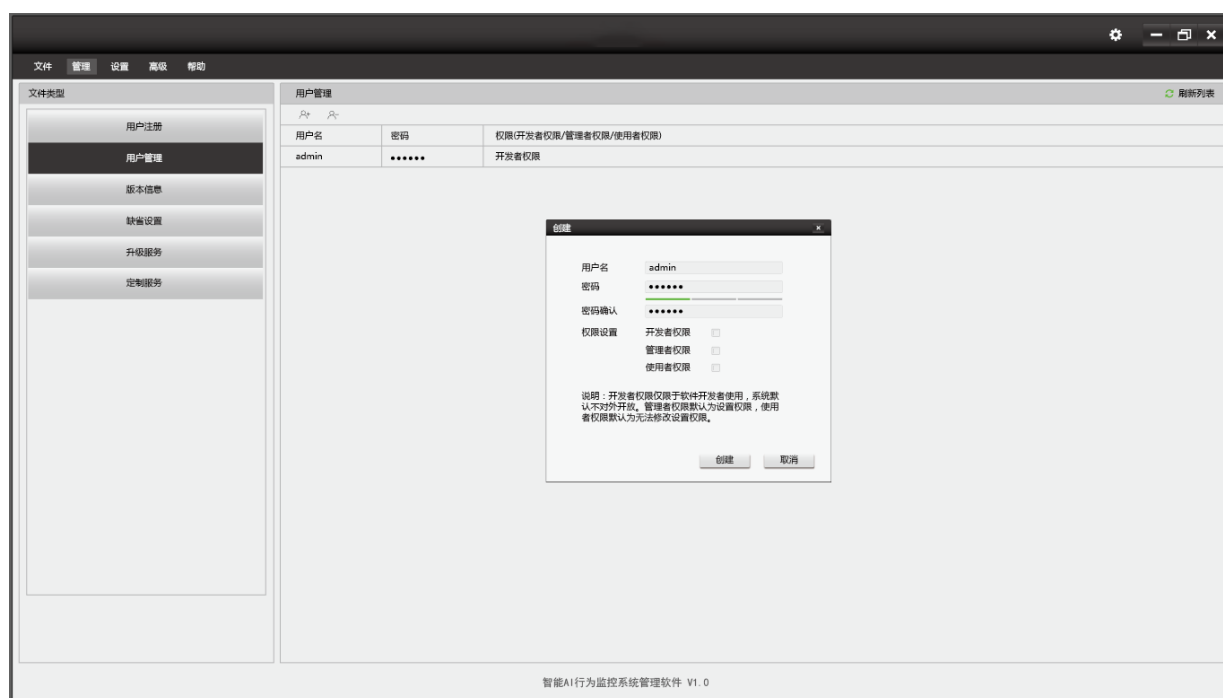 文件 管理 设置 高级 帮助
文件类型
用户注册
用户管理
版本信息
缺省设置
升级服务
定制服务
用户管理 刷新列表
用户名 密码 权限(开发者权限/管理者权限/使用者权限)
admin •••••• 开发者权限
创建
用户名 admin
密码 ••••••
密码确认 ••••••
权限设置 开发者权限
管理者权限
使用者权限
说明：开发者权限仅限于软件开发者使用，系统默
认不对外开放。管理者权限默认为设置权限，使用
者权限默认为无法修改设置权限。
创建 取消
智能AI行为监控系统管理软件 V1.0